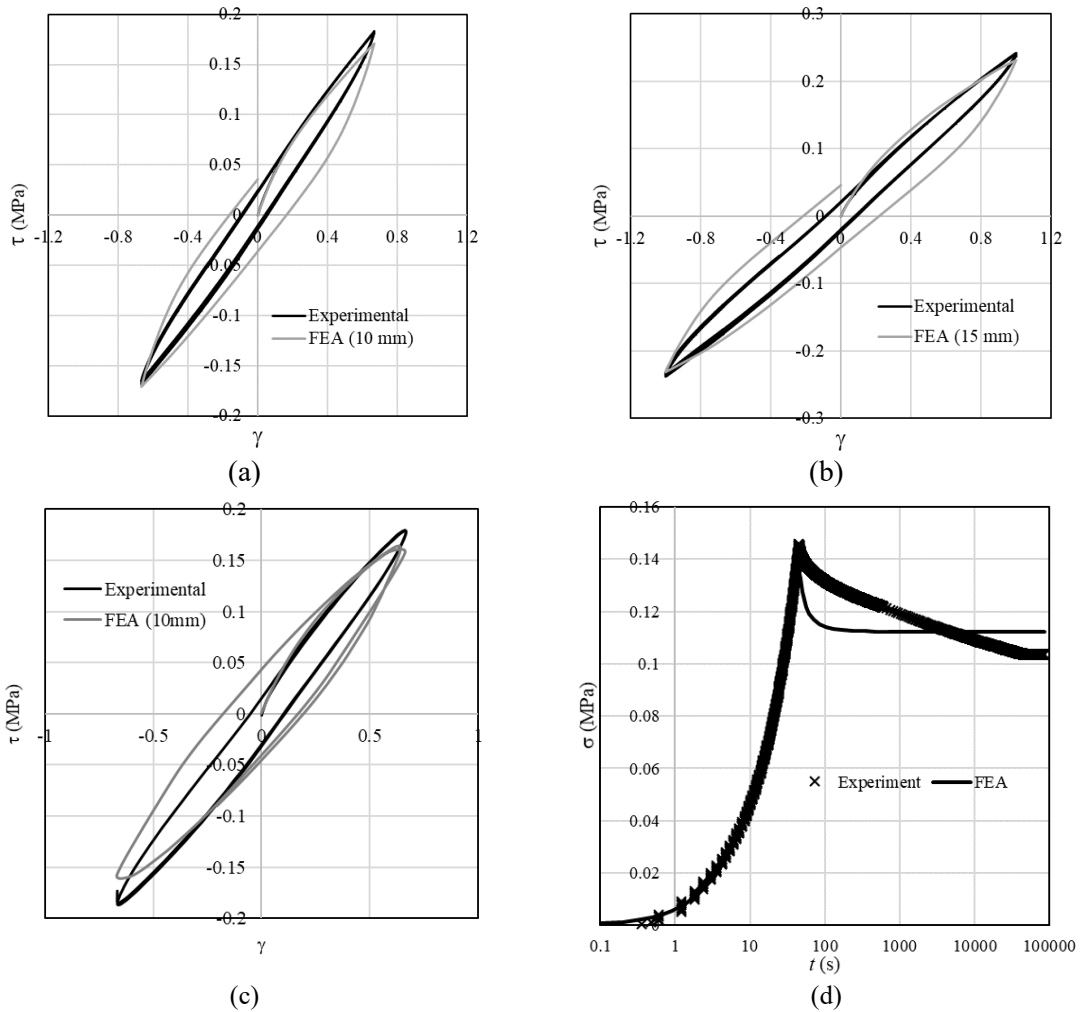 0.2
0.15
0.1
0.05
0
-1.2 -0.8 -0.4 0 0.4 0.8 1.2
-0.05
-0.1
-0.15
-0.2
τ (MPa)
γ
Experimental
FEA (10 mm)
(a)
0.3
0.2
0.1
0
-1.2 -0.8 -0.4 0 0.4 0.8 1.2
-0.1
-0.2
-0.3
τ (MPa)
γ
Experimental
FEA (15 mm)
(b)
0.2
0.15
0.1
0.05
0
-1 -0.5 0 0.5 1
-0.05
-0.1
-0.15
-0.2
τ (MPa)
γ
Experimental
FEA (10mm)
(c)
0.16
0.14
0.12
0.1
0.08
0.06
0.04
0.02
0
0.1 1 10 100 1000 10000 100000
σ (MPa)
t (s)
Experiment FEA
(d)